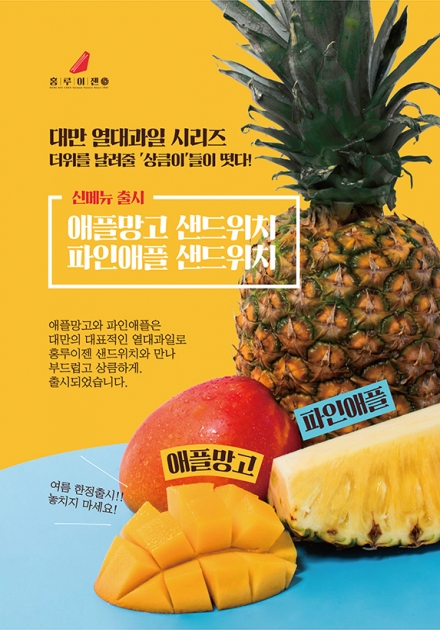 홍루이젠
대만 열대과일 시리즈
더위를 날려줄 '상큼이'들이 떴다!
신메뉴 출시
애플망고 샌드위치
파인애플 샌드위치
애플망고와 파인애플은
대만의 대표적인 열대과일로
홍루이젠 샌드위치와 만나
부드럽고 상큼하게.
출시되었습니다.
파인애플
애플망고
여름 한정출시!!
놓치지 마세요!